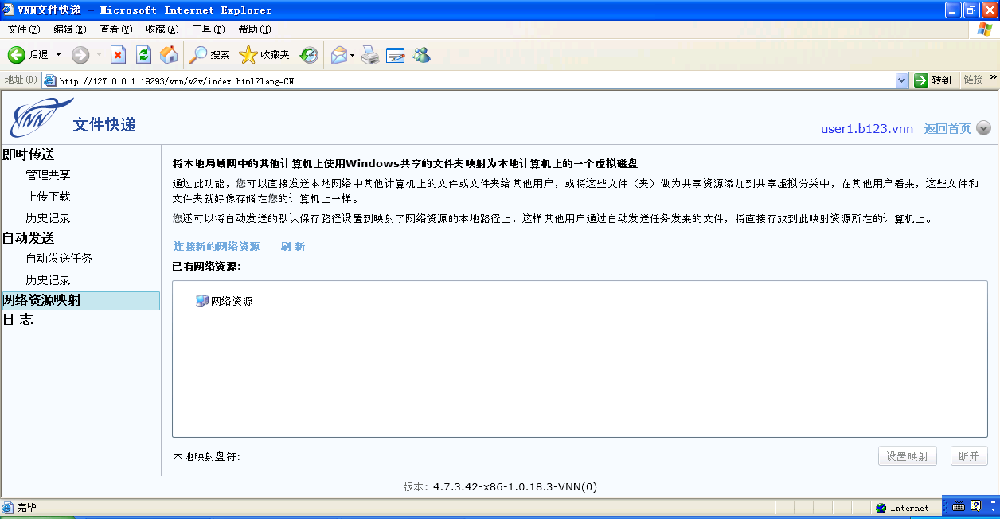 VNN文件快递 - Microsoft Internet Explorer
文件(F) 编辑(E) 查看(V) 收藏(A) 工具(T) 帮助(H)
后退 搜索 收藏夹
地址(D) http://127.0.0.1:19293/vnn/v2v/index.html?lang=CN 转到 链接 »
VNN 文件快递
user1.b123.vnn 返回首页
即时传送
管理共享
上传下载
历史记录
自动发送
自动发送任务
历史记录
网络资源映射
日 志
将本地局域网中的其他计算机上使用Windows共享的文件夹映射为本地计算机上的一个虚拟磁盘
通过此功能，您可以直接发送本地网络中其他计算机上的文件或文件夹给其他用户，或将这些文件（夹）做为共享资源添加到共享虚拟分类中，在其他用户看来，这些文件和
文件夹就好像存储在您的计算机上一样。
您还可以将自动发送的默认保存路径设置到映射了网络资源的本地路径上，这样其他用户通过自动发送任务发来的文件，将直接存放到此映射资源所在的计算机上。
连接新的网络资源 刷 新
已有网络资源:
网络资源
本地映射盘符: 设置映射 断开
版本: 4.7.3.42-x86-1.0.18.3-VNN(0)
完毕 Internet